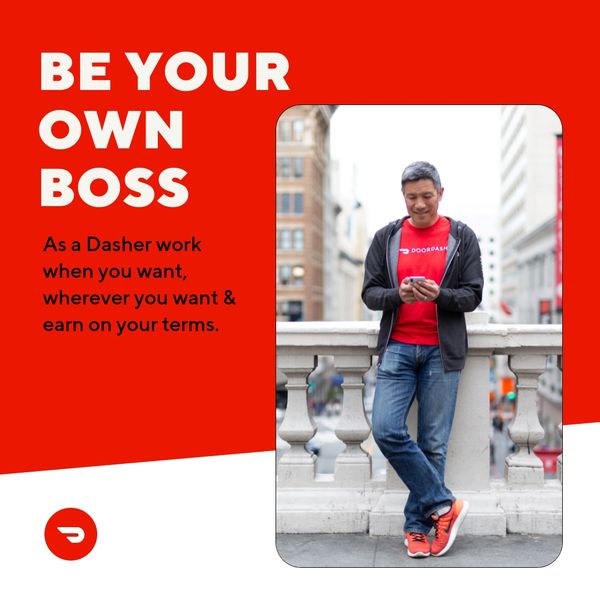 BE YOUR
OWN
BOSS
As a Dasher work
when you want,
wherever you want &
earn on your terms.
DOORDASH